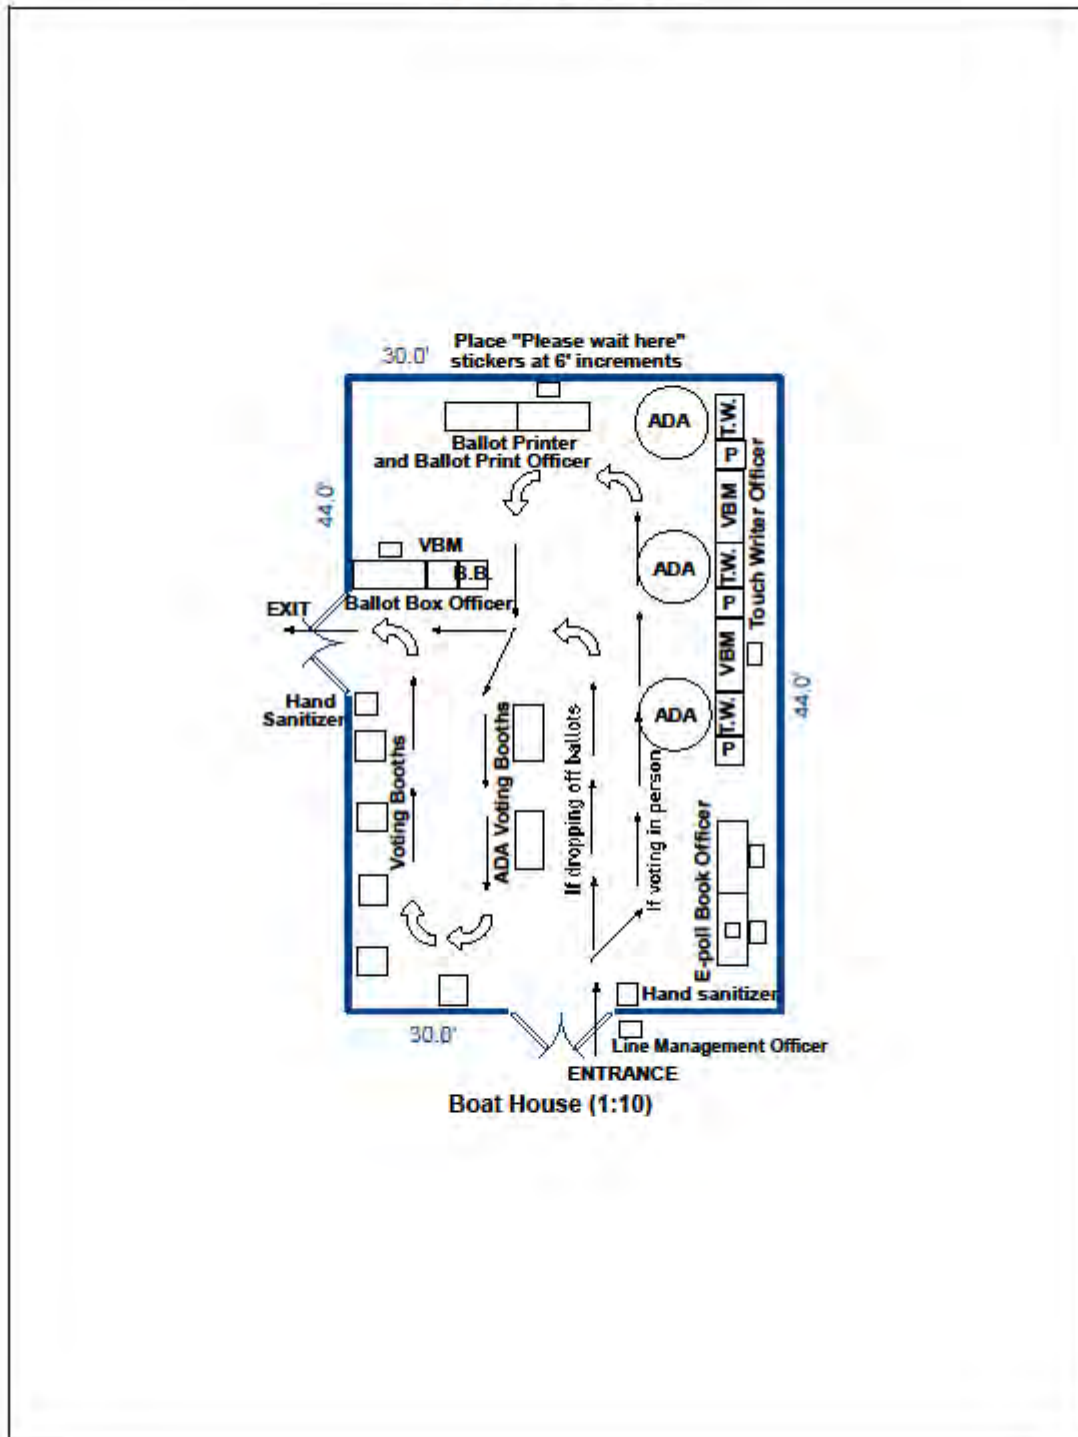 Place "Please wait here"
stickers at 6' increments
30.0'
ADA
T.W.
P
Ballot Printer
and Ballot Print Officer
44.0'
VBM
Touch Writer Officer
VBM
B.B.
ADA
T.W.
P
Ballot Box Officer
EXIT
VBM
Hand
Sanitizer
ADA
T.W.
P
44.0'
Voting Booths
ADA Voting Booths
If dropping off ballots
If voting in person
E-poll Book Officer
Hand sanitizer
30.0'
Line Management Officer
ENTRANCE
Boat House (1:10)